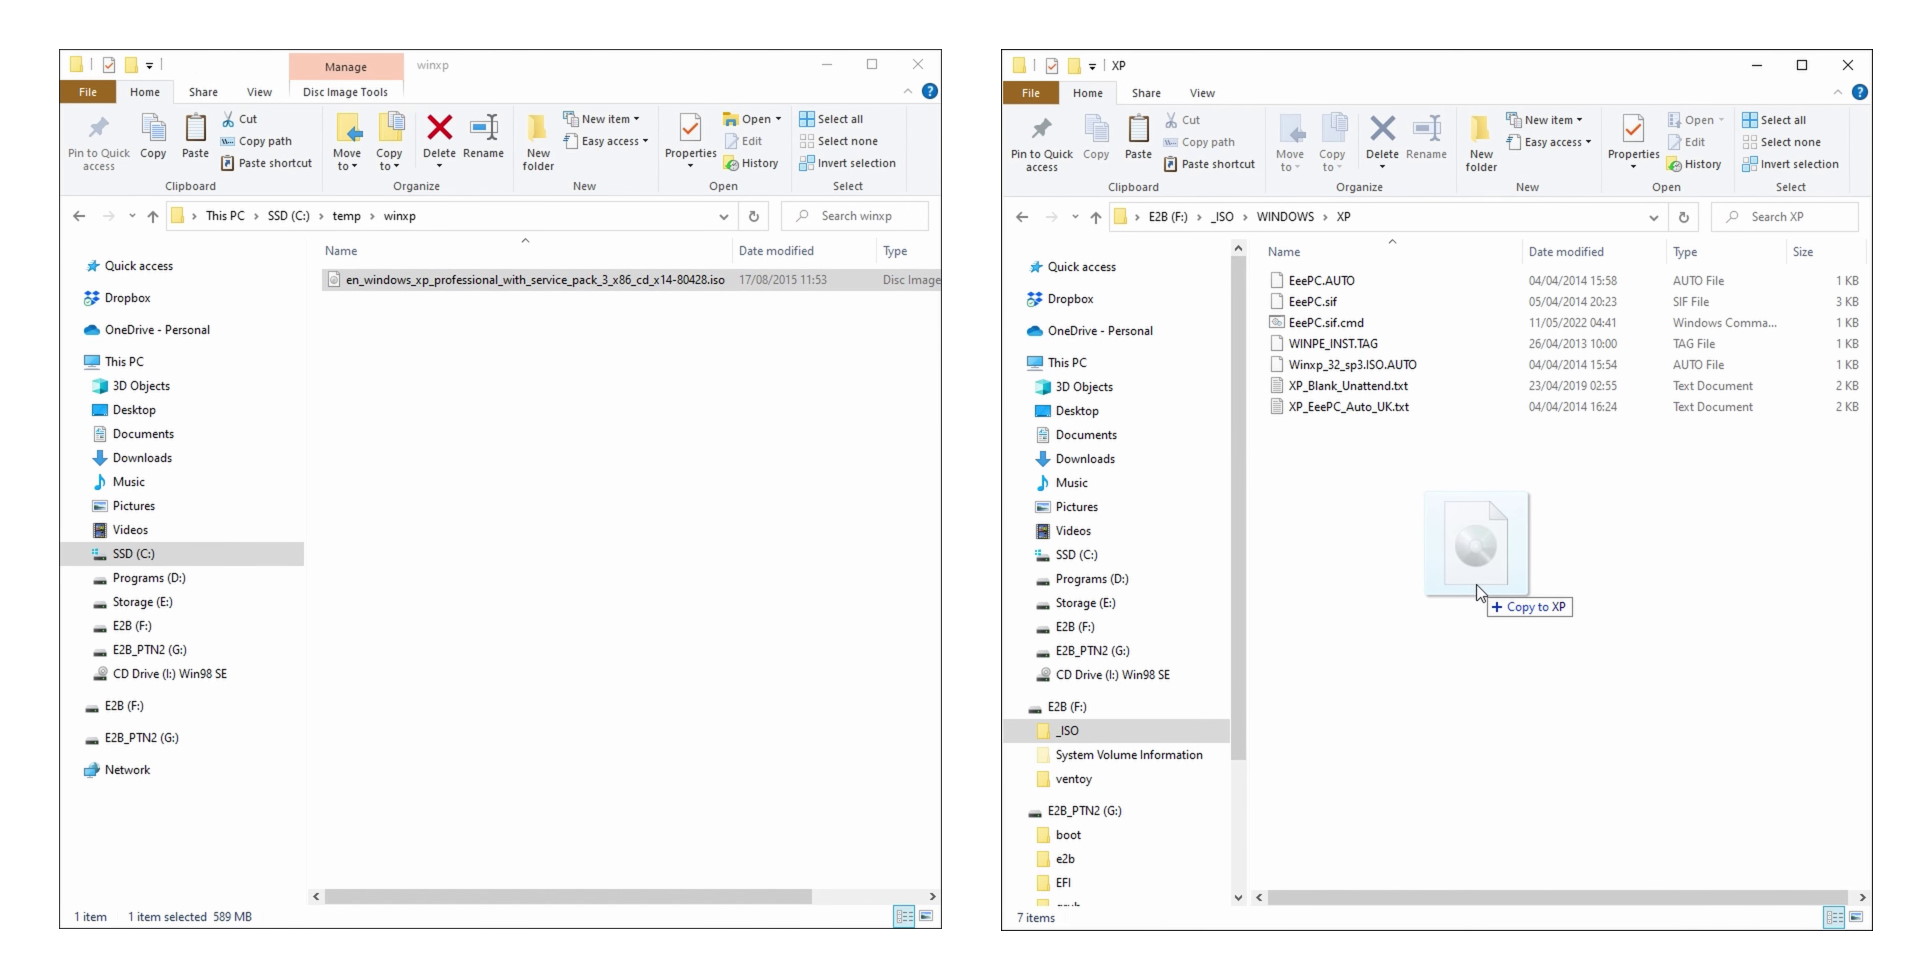 Manage
winxp
File
Home
Share
View
Disc Image Tools
Pin to Quick access
Copy
Paste
Cut
Copy path
Paste shortcut
Move to
Copy to
Delete
Rename
New folder
New item
Easy access
Properties
Open
Edit
History
Select all
Select none
Invert selection
Clipboard
Organize
New
Open
Select
This PC > SSD (C:) > temp > winxp
Search winxp
Name
Date modified
Type
en_windows_xp_professional_with_service_pack_3_x86_cd_x14-80428.iso 17/08/2015 11:53 Disc Image
Quick access
Dropbox
OneDrive - Personal
This PC
3D Objects
Desktop
Documents
Downloads
Music
Pictures
Videos
SSD (C:)
Programs (D:)
Storage (E:)
E2B (F:)
E2B_PTN2 (G:)
CD Drive (I:) Win98 SE
E2B (F:)
E2B_PTN2 (G:)
Network
1 item 1 item selected 589 MB
XP
File
Home
Share
View
Pin to Quick access
Copy
Paste
Cut
Copy path
Paste shortcut
Move to
Copy to
Delete
Rename
New folder
New item
Easy access
Properties
Open
Edit
History
Select all
Select none
Invert selection
Clipboard
Organize
New
Open
Select
E2B (F:) > _ISO > WINDOWS > XP
Search XP
Name
Date modified
Type
Size
EeePC.AUTO 04/04/2014 15:58 AUTO File 1 KB
EeePC.sif 05/04/2014 20:23 SIF File 3 KB
EeePC.sif.cmd 11/05/2022 04:41 Windows Comma... 1 KB
WINPE_INST.TAG 26/04/2013 10:00 TAG File 1 KB
Winxp_32_sp3.ISO.AUTO 04/04/2014 15:54 AUTO File 1 KB
XP_Blank_Unattend.txt 23/04/2019 02:55 Text Document 2 KB
XP_EeePC_Auto_UK.txt 04/04/2014 16:24 Text Document 2 KB
+ Copy to XP
Quick access
Dropbox
OneDrive - Personal
This PC
3D Objects
Desktop
Documents
Downloads
Music
Pictures
Videos
SSD (C:)
Programs (D:)
Storage (E:)
E2B (F:)
E2B_PTN2 (G:)
CD Drive (I:) Win98 SE
E2B (F:)
_ISO
System Volume Information
ventoy
E2B_PTN2 (G:)
boot
e2b
EFI
7 items